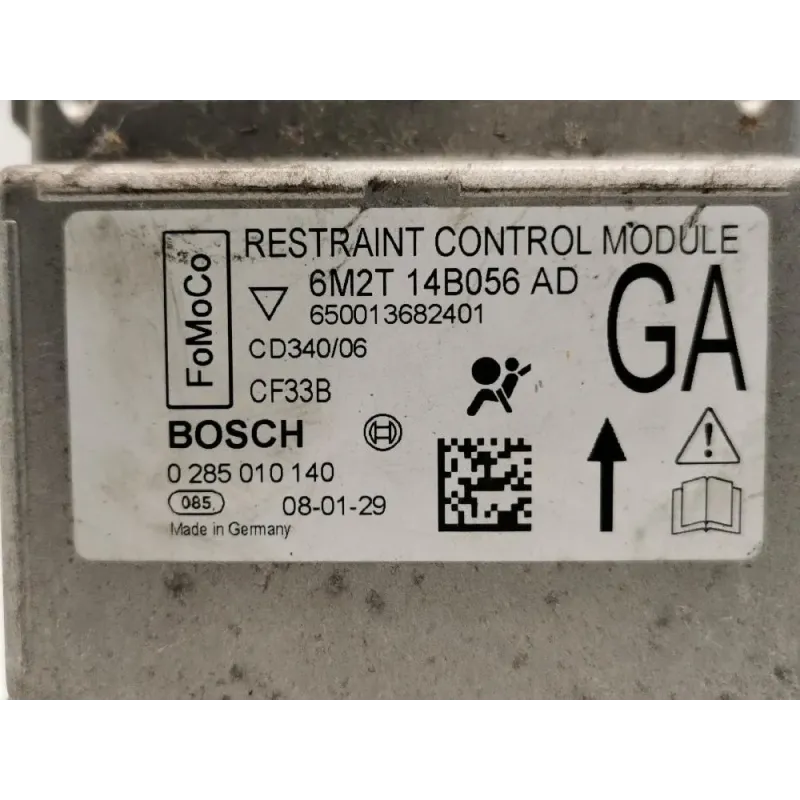 RESTRAINT CONTROL MODULE
FoMoCo
6M2T 14B056 AD
650013682401
GA
CD340/06
CF33B
BOSCH
0 285 010 140
085
08-01-29
Made in Germany